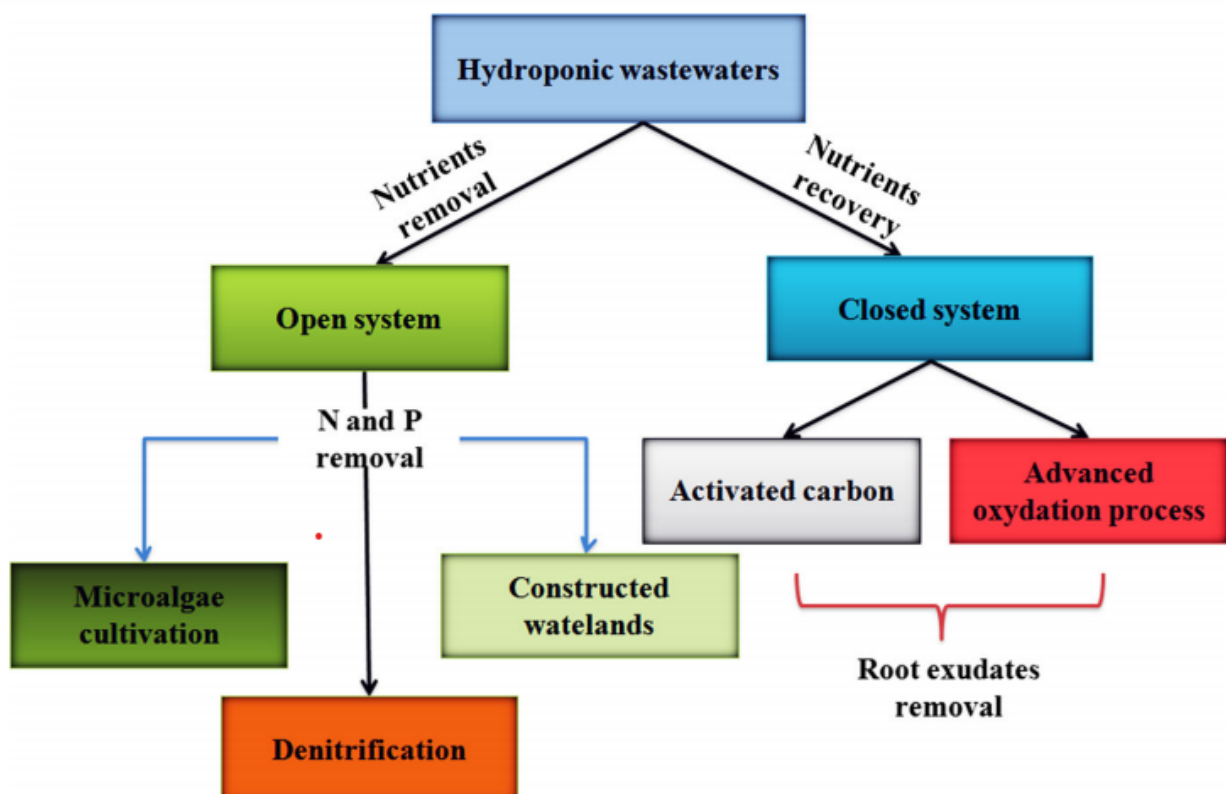 Hydroponic wastewaters
Nutrients
removal
Nutrients
recovery
Open system
Closed system
N and P
removal
Activated carbon
Advanced
oxydation process
Microalgae
cultivation
Constructed
watelands
Root exudates
removal
Denitrification